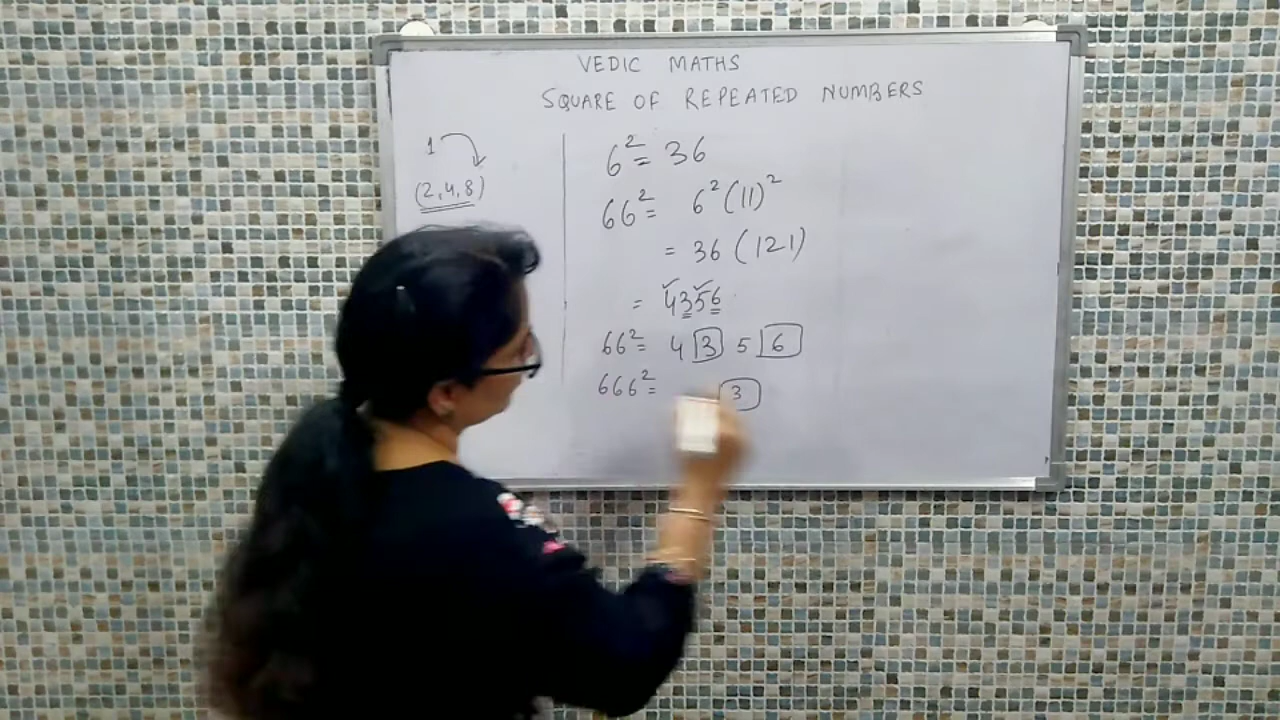 VEDIC MATHS
SQUARE OF REPEATED NUMBERS
1
(2,4,8)
6² = 36
66² = 6² (11)²
= 36 (121)
= 4356
66² = 4 3 5 6
666² = 3